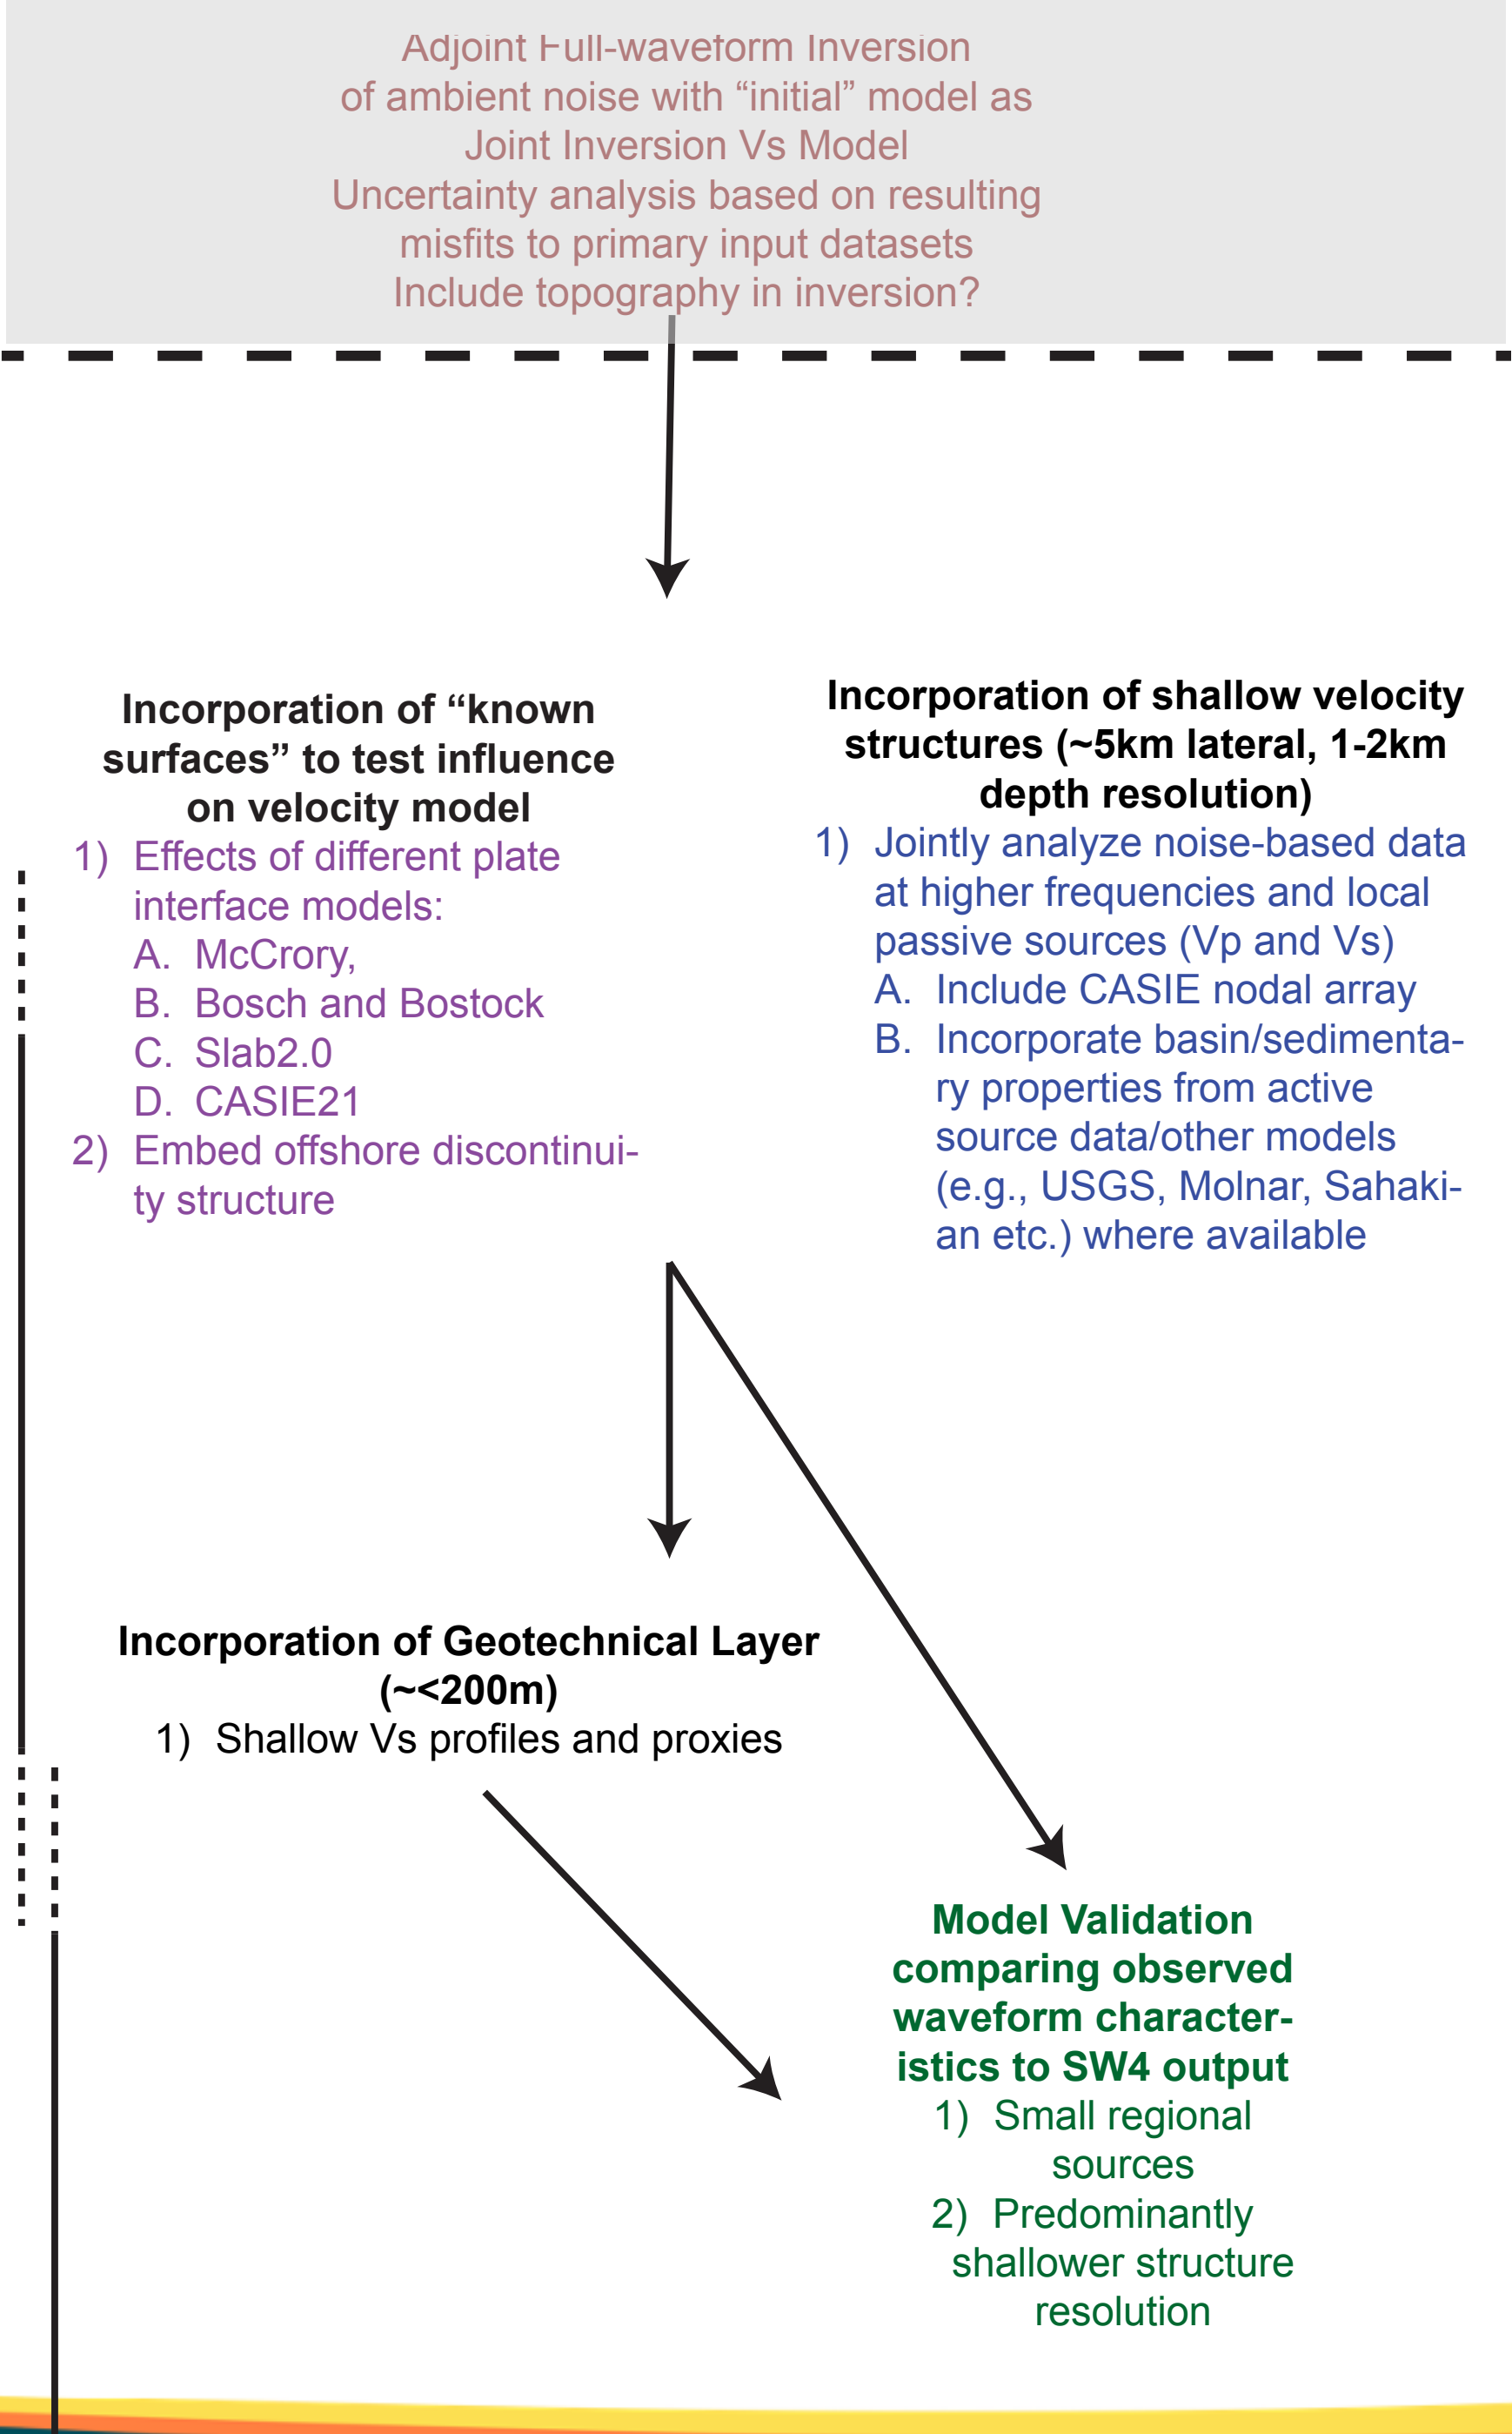 Adjoint Full-waveform Inversion
of ambient noise with “initial” model as
Joint Inversion Vs Model
Uncertainty analysis based on resulting
misfits to primary input datasets
Include topography in inversion?
Incorporation of “known
surfaces” to test influence
on velocity model
1) Effects of different plate
interface models:
A. McCrory,
B. Bosch and Bostock
C. Slab2.0
D. CASIE21
2) Embed offshore discontinui-
ty structure
Incorporation of shallow velocity
structures (~5km lateral, 1-2km
depth resolution)
1) Jointly analyze noise-based data
at higher frequencies and local
passive sources (Vp and Vs)
A. Include CASIE nodal array
B. Incorporate basin/sedimenta-
ry properties from active
source data/other models
(e.g., USGS, Molnar, Sahaki-
an etc.) where available
Incorporation of Geotechnical Layer
(~<200m)
1) Shallow Vs profiles and proxies
Model Validation
comparing observed
waveform character-
istics to SW4 output
1) Small regional
sources
2) Predominantly
shallower structure
resolution